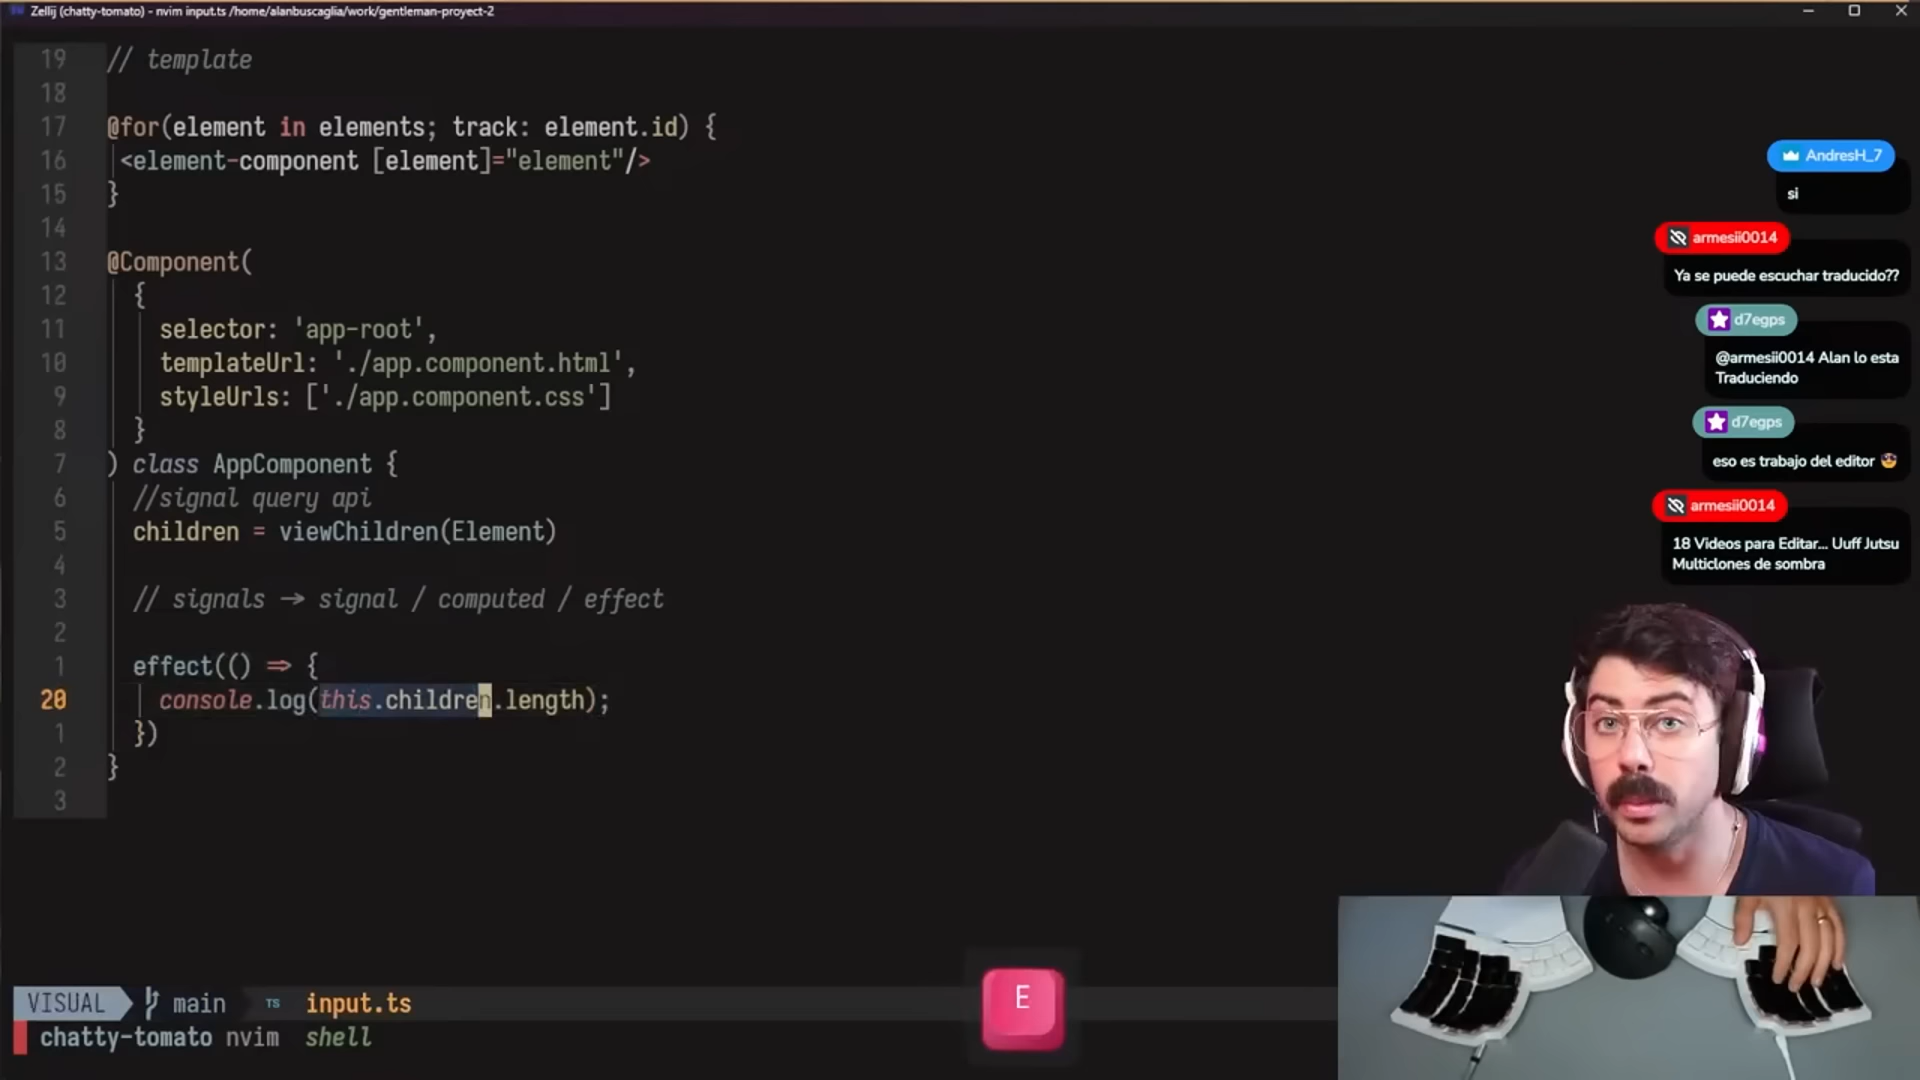 Zellij (chatty-tomato) - nvim input.ts /home/alanbuscaglia/work/gentleman-proyect-2
19 // template
18
17 @for(element in elements; track: element.id) {
16 <element-component [element]="element"/>
15 }
14
13 @Component(
12 {
11 selector: 'app-root',
10 templateUrl: './app.component.html',
9 styleUrls: ['./app.component.css']
8 }
7 ) class AppComponent {
6 //signal query api
5 children = viewChildren(Element)
4
3 // signals → signal / computed / effect
2
1 effect(() ⇒ {
20 console.log(this.children.length);
1 })
2 }
3
AndresH_7
si
armesii0014
Ya se puede escuchar traducido??
d7egps
@armesii0014 Alan lo esta
Traduciendo
d7egps
eso es trabajo del editor 😎
armesii0014
18 Videos para Editar... Uuff Jutsu
Multiclones de sombra
E
VISUAL main TS input.ts
chatty-tomato nvim shell